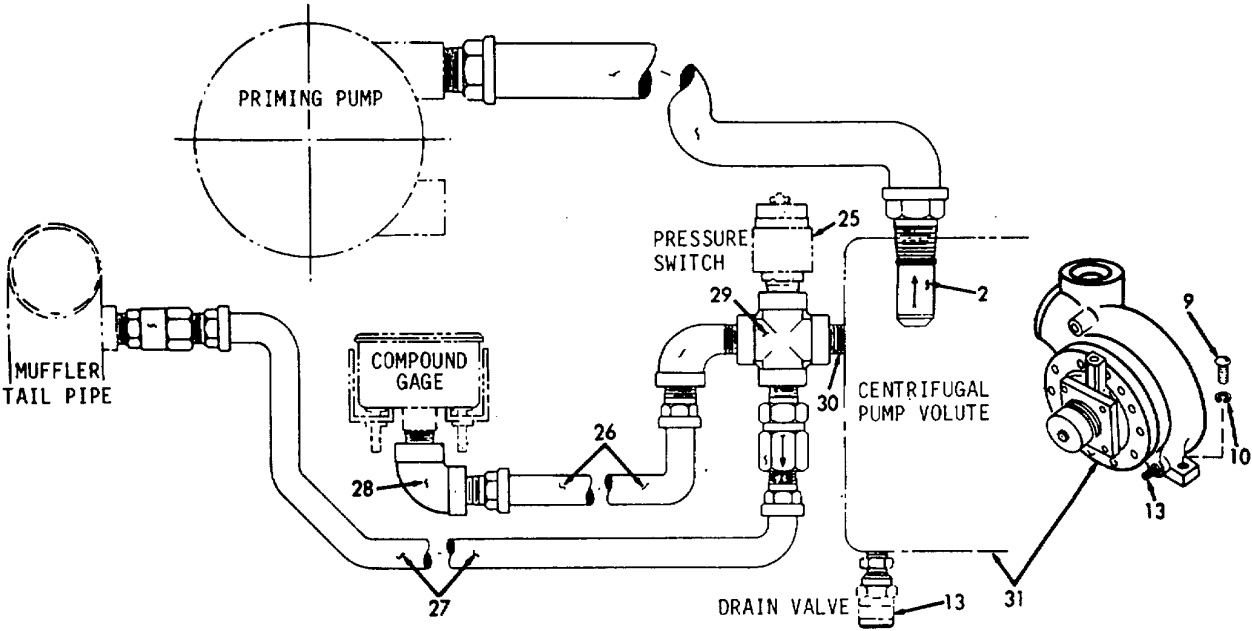 PRIMING PUMP
PRESSURE
SWITCH
25
2
29
9
MUFFLER
TAIL PIPE
COMPOUND
GAGE
30
CENTRIFUGAL
PUMP VOLUTE
10
28
26
13
27
DRAIN VALVE
13
31